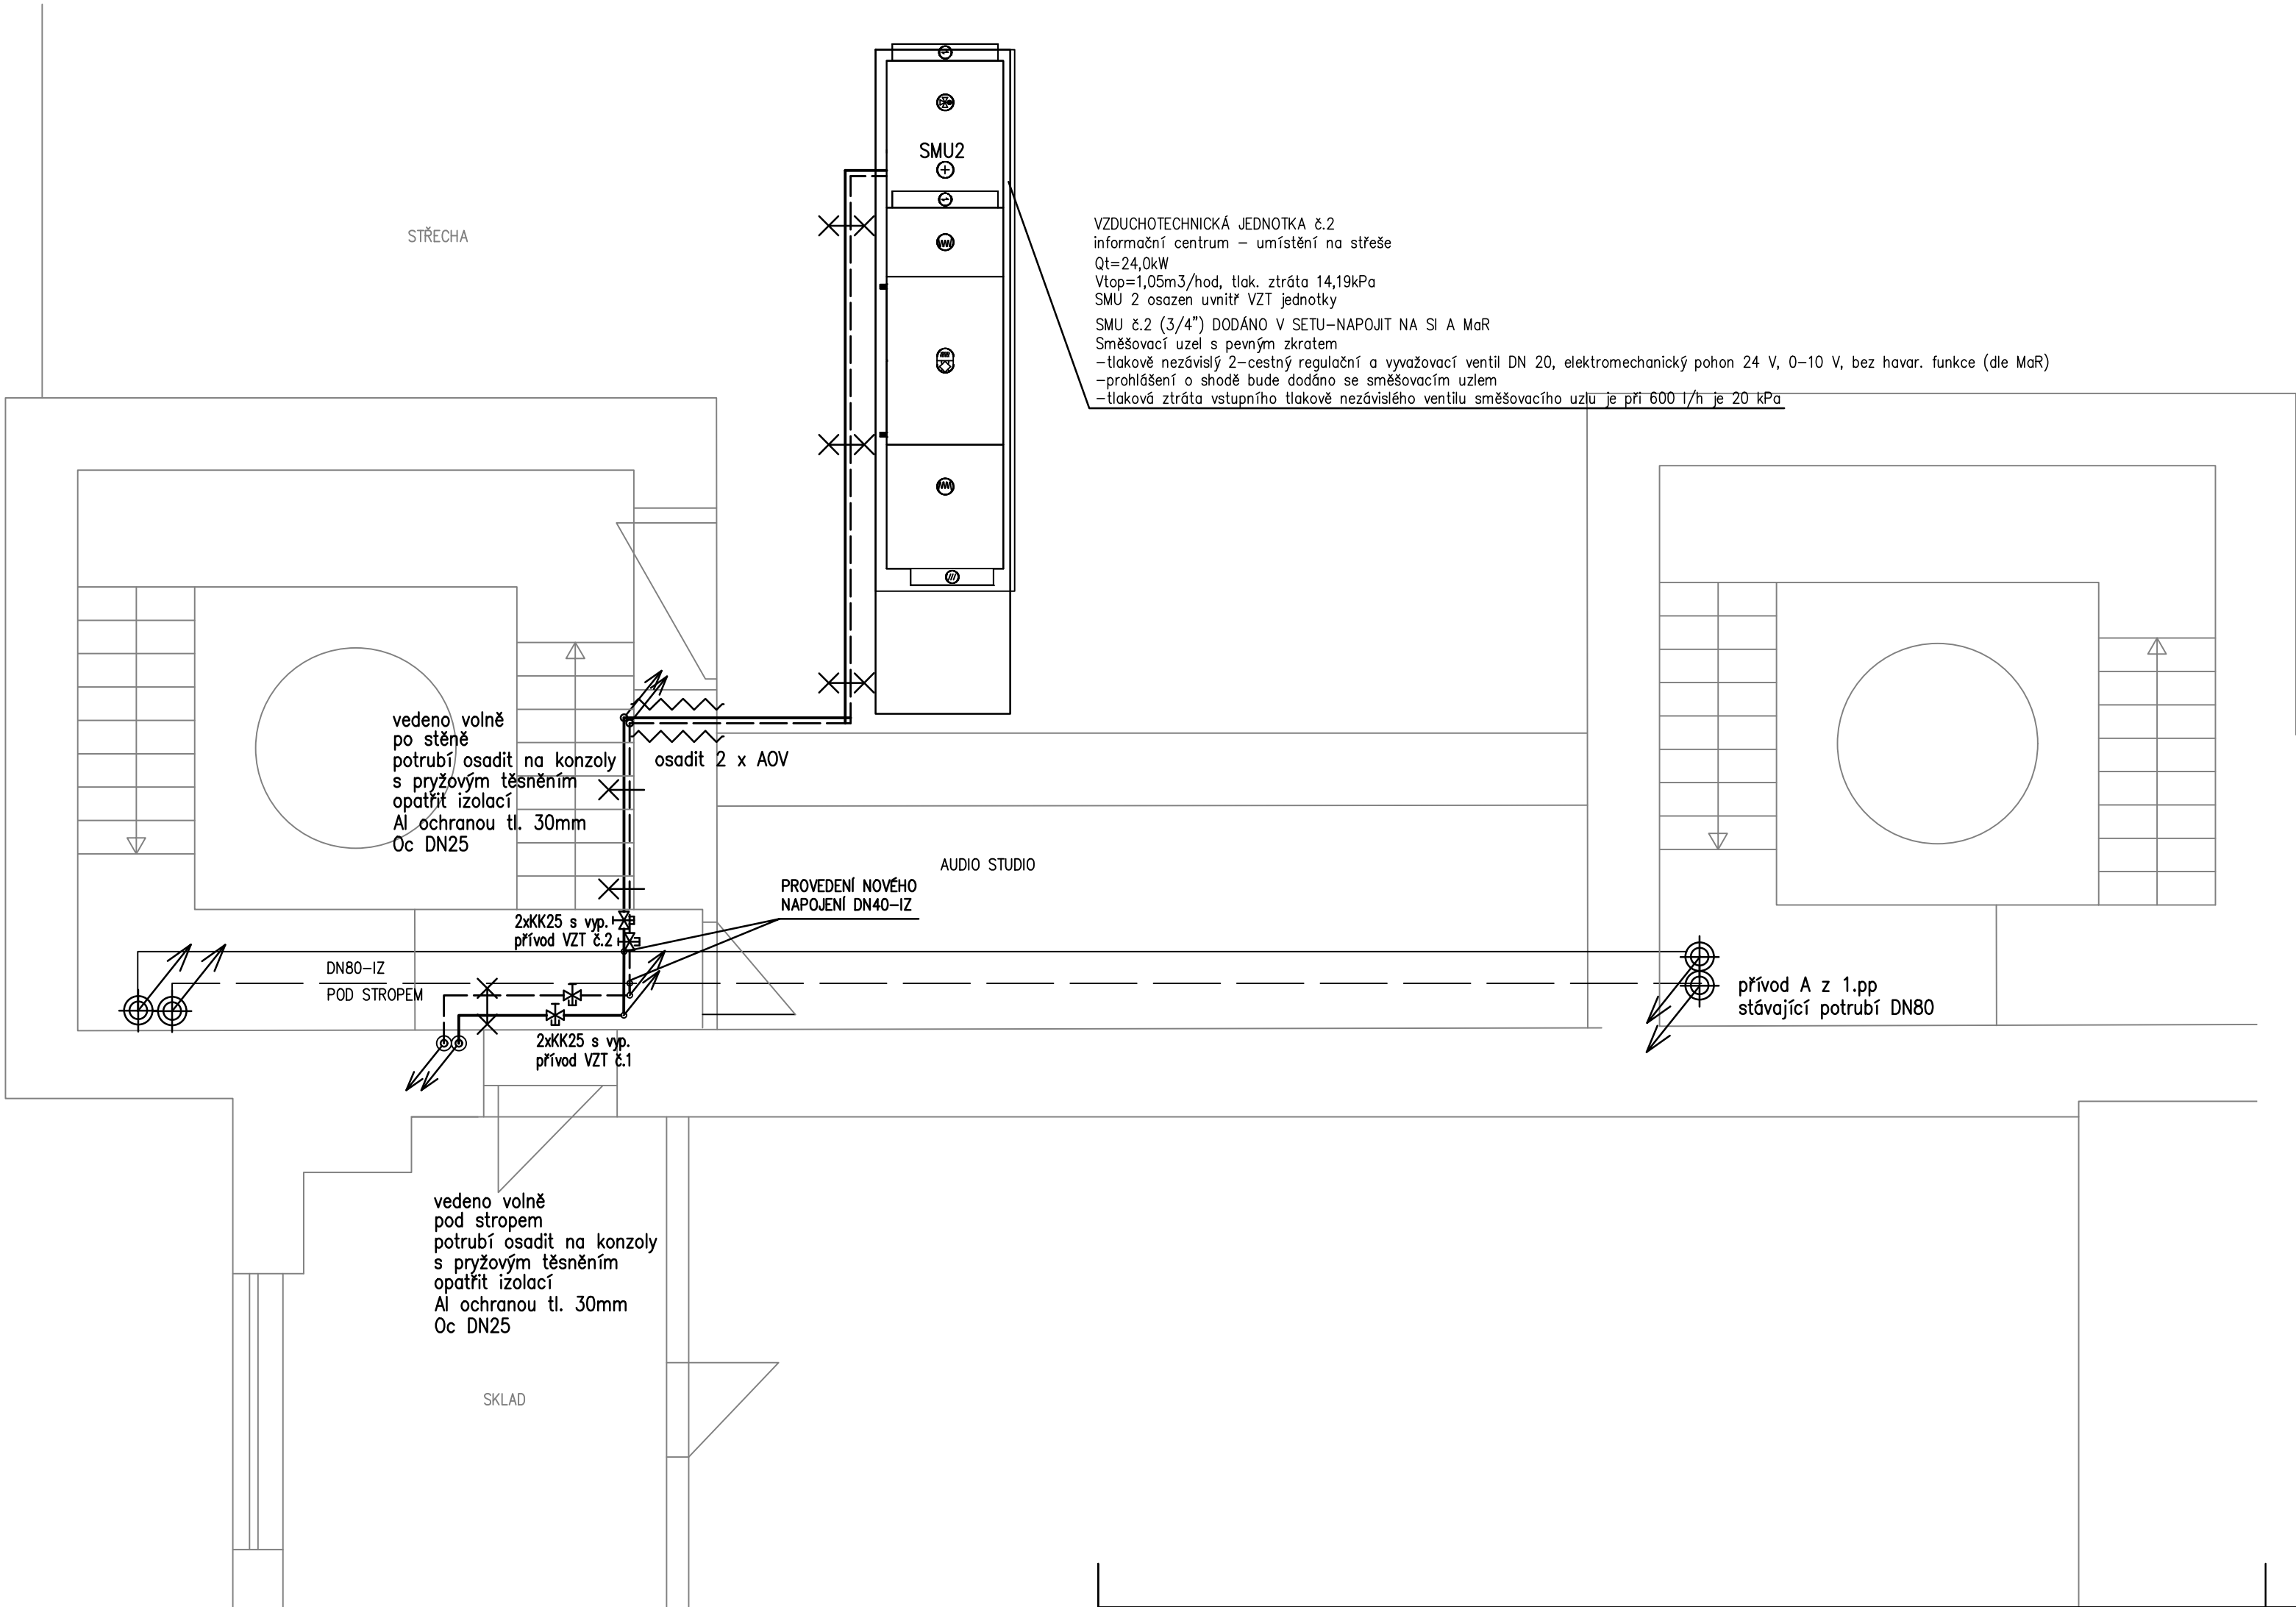 SMU2
STŘECHA
VZDUCHOTECHNICKÁ JEDNOTKA č.2
informační centrum – umístění na střeše
Qt=24,0kW
Vtop=1,05m3/hod, tlak. ztráta 14,19kPa
SMU 2 osazen uvnitř VZT jednotky
SMU č.2 (3/4") DODÁNO V SETU–NAPOJIT NA SI A MaR
Směšovací uzel s pevným zkratem
–tlakově nezávislý 2–cestný regulační a vyvažovací ventil DN 20, elektromechanický pohon 24 V, 0–10 V, bez havar. funkce (dle MaR)
–prohlášení o shodě bude dodáno se směšovacím uzlem
–tlaková ztráta vstupního tlakově nezávislého ventilu směšovacího uzlu je při 600 l/h je 20 kPa
vedeno volně
po stěně
potrubí osadit na konzoly
s pryžovým těsněním
opatřit izolací
Al ochranou tl. 30mm
Oc DN25
osadit 2 x AOV
AUDIO STUDIO
PROVEDENÍ NOVÉHO
NAPOJENÍ DN40–IZ
2xKK25 s vyp.
přívod VZT č.2
DN80–IZ
POD STROPEM
přívod A z 1.pp
stávající potrubí DN80
2xKK25 s vyp.
přívod VZT č.1
vedeno volně
pod stropem
potrubí osadit na konzoly
s pryžovým těsněním
opatřit izolací
Al ochranou tl. 30mm
Oc DN25
SKLAD